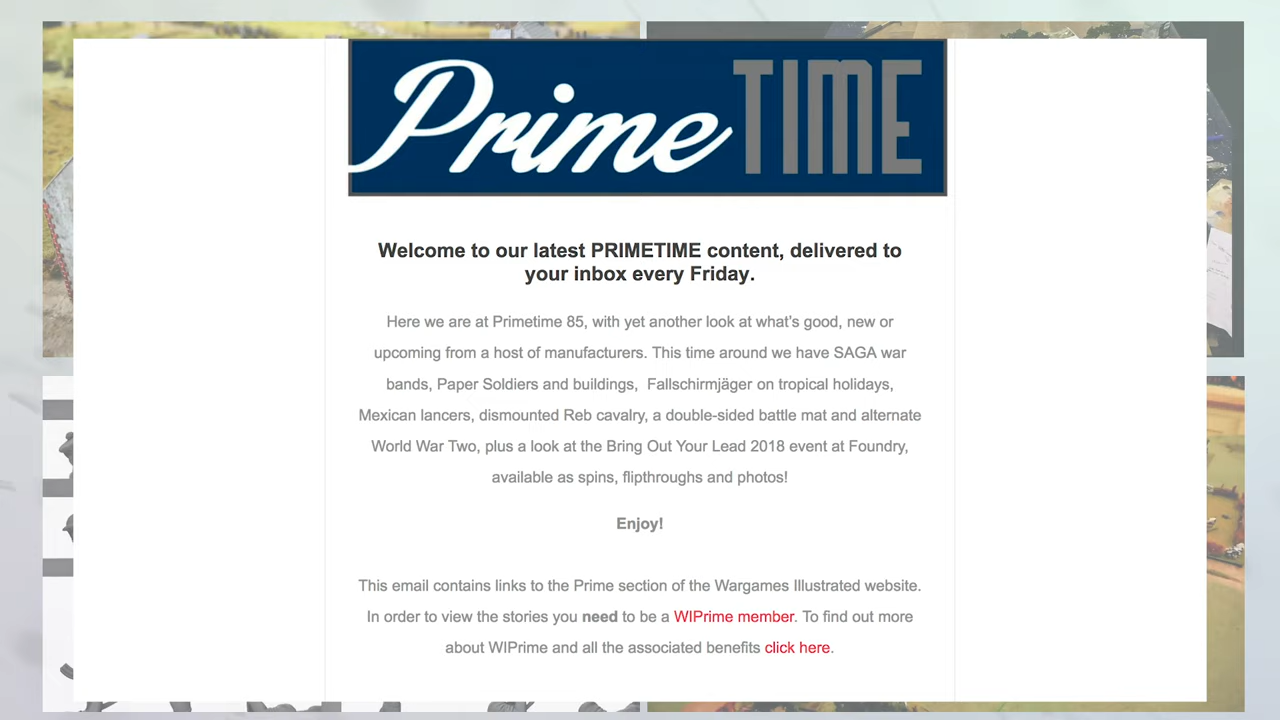 Prime TIME
Welcome to our latest PRIMETIME content, delivered to
your inbox every Friday.
Here we are at Primetime 85, with yet another look at what’s good, new or
upcoming from a host of manufacturers. This time around we have SAGA war
bands, Paper Soldiers and buildings,  Fallschirmjäger on tropical holidays,
Mexican lancers, dismounted Reb cavalry, a double-sided battle mat and alternate
World War Two, plus a look at the Bring Out Your Lead 2018 event at Foundry,
available as spins, flipthroughs and photos!
Enjoy!
This email contains links to the Prime section of the Wargames Illustrated website.
In order to view the stories you need to be a WIPrime member. To find out more
about WIPrime and all the associated benefits click here.